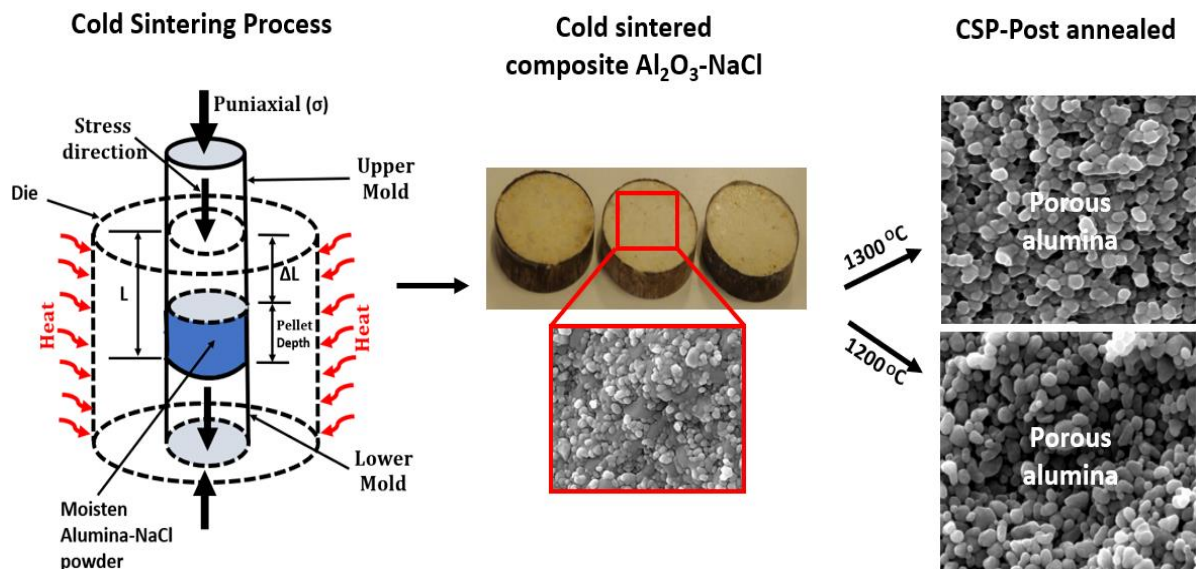 Cold Sintering Process
Puniaxial (σ)
Stress
direction
Die
Upper
Mold
L
ΔL
Pellet
Depth
Heat
Heat
Lower
Mold
Moisten
Alumina-NaCl
powder
Cold sintered
composite Al₂O₃-NaCl
CSP-Post annealed
1300 ᴼC
1200 ᴼC
Porous
alumina
Porous
alumina